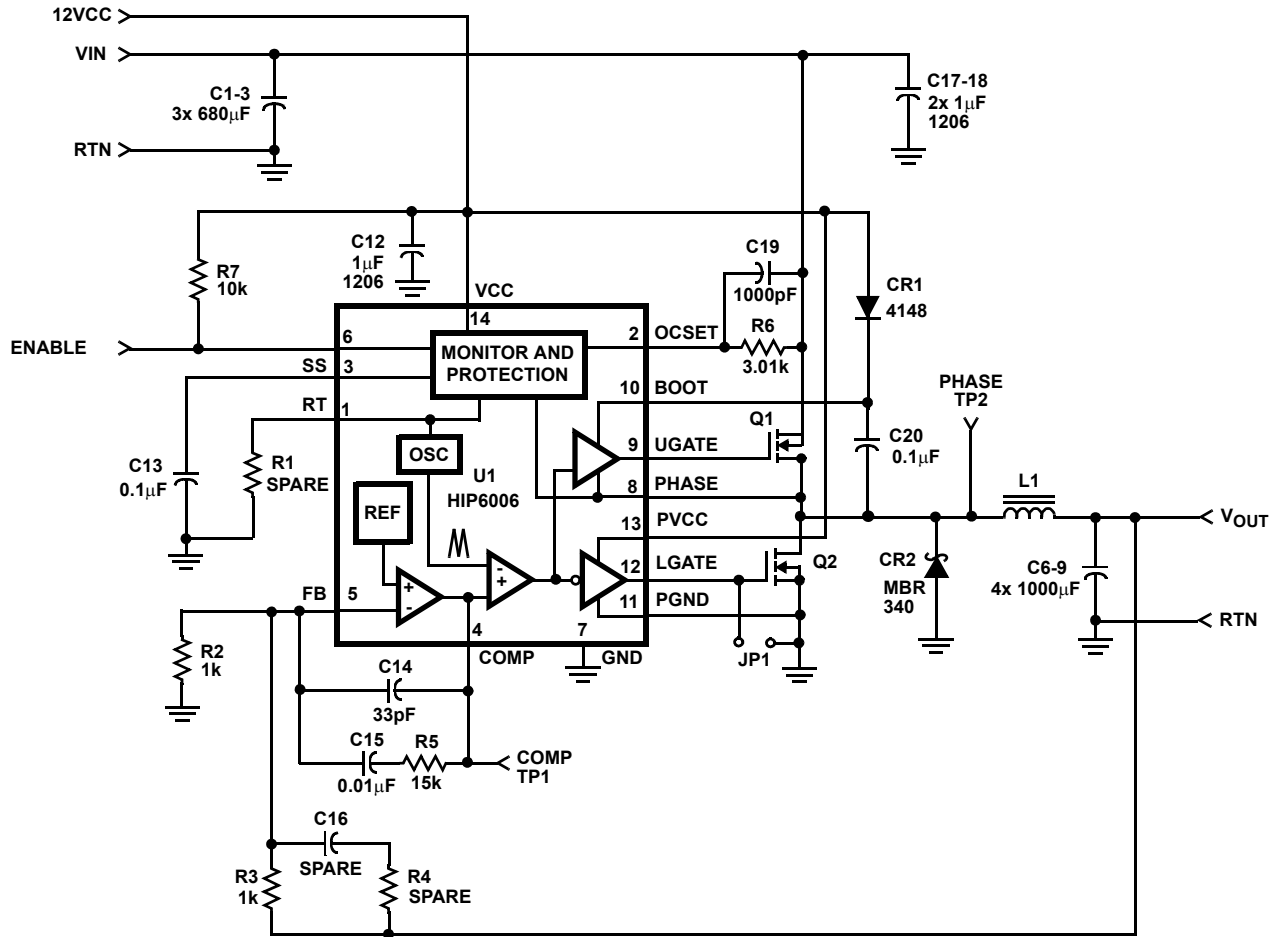 12VCC
VIN
C1-3
3x 680µF
RTN
C17-18
2x 1µF
1206
R7
10k
C12
1µF
1206
C19
1000pF
CR1
4148
VCC
14
ENABLE
6
MONITOR AND
PROTECTION
2
OCSET
R6
3.01k
SS
3
RT
1
10
BOOT
PHASE
TP2
Q1
C13
0.1µF
R1
SPARE
OSC
U1
HIP6006
REF
9
UGATE
C20
0.1µF
8
PHASE
L1
VOUT
13
PVCC
12
LGATE
Q2
CR2
MBR
340
C6-9
4x 1000µF
FB
5
+
-
-
+
11
PGND
RTN
4
COMP
7
GND
JP1
R2
1k
C14
33pF
C15
0.01µF
R5
15k
COMP
TP1
C16
SPARE
R3
1k
R4
SPARE